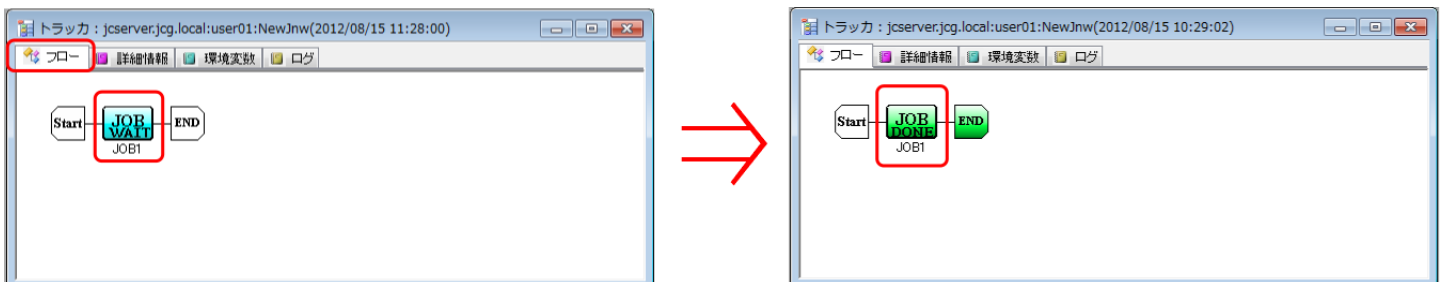 トラッカ : jcserver.jcg.local:user01:NewJnw(2012/08/15 11:28:00)
フロー 詳細情報 環境変数 ログ
Start JOB WAIT END
JOB1
トラッカ : jcserver.jcg.local:user01:NewJnw(2012/08/15 10:29:02)
フロー 詳細情報 環境変数 ログ
Start JOB DONE END
JOB1